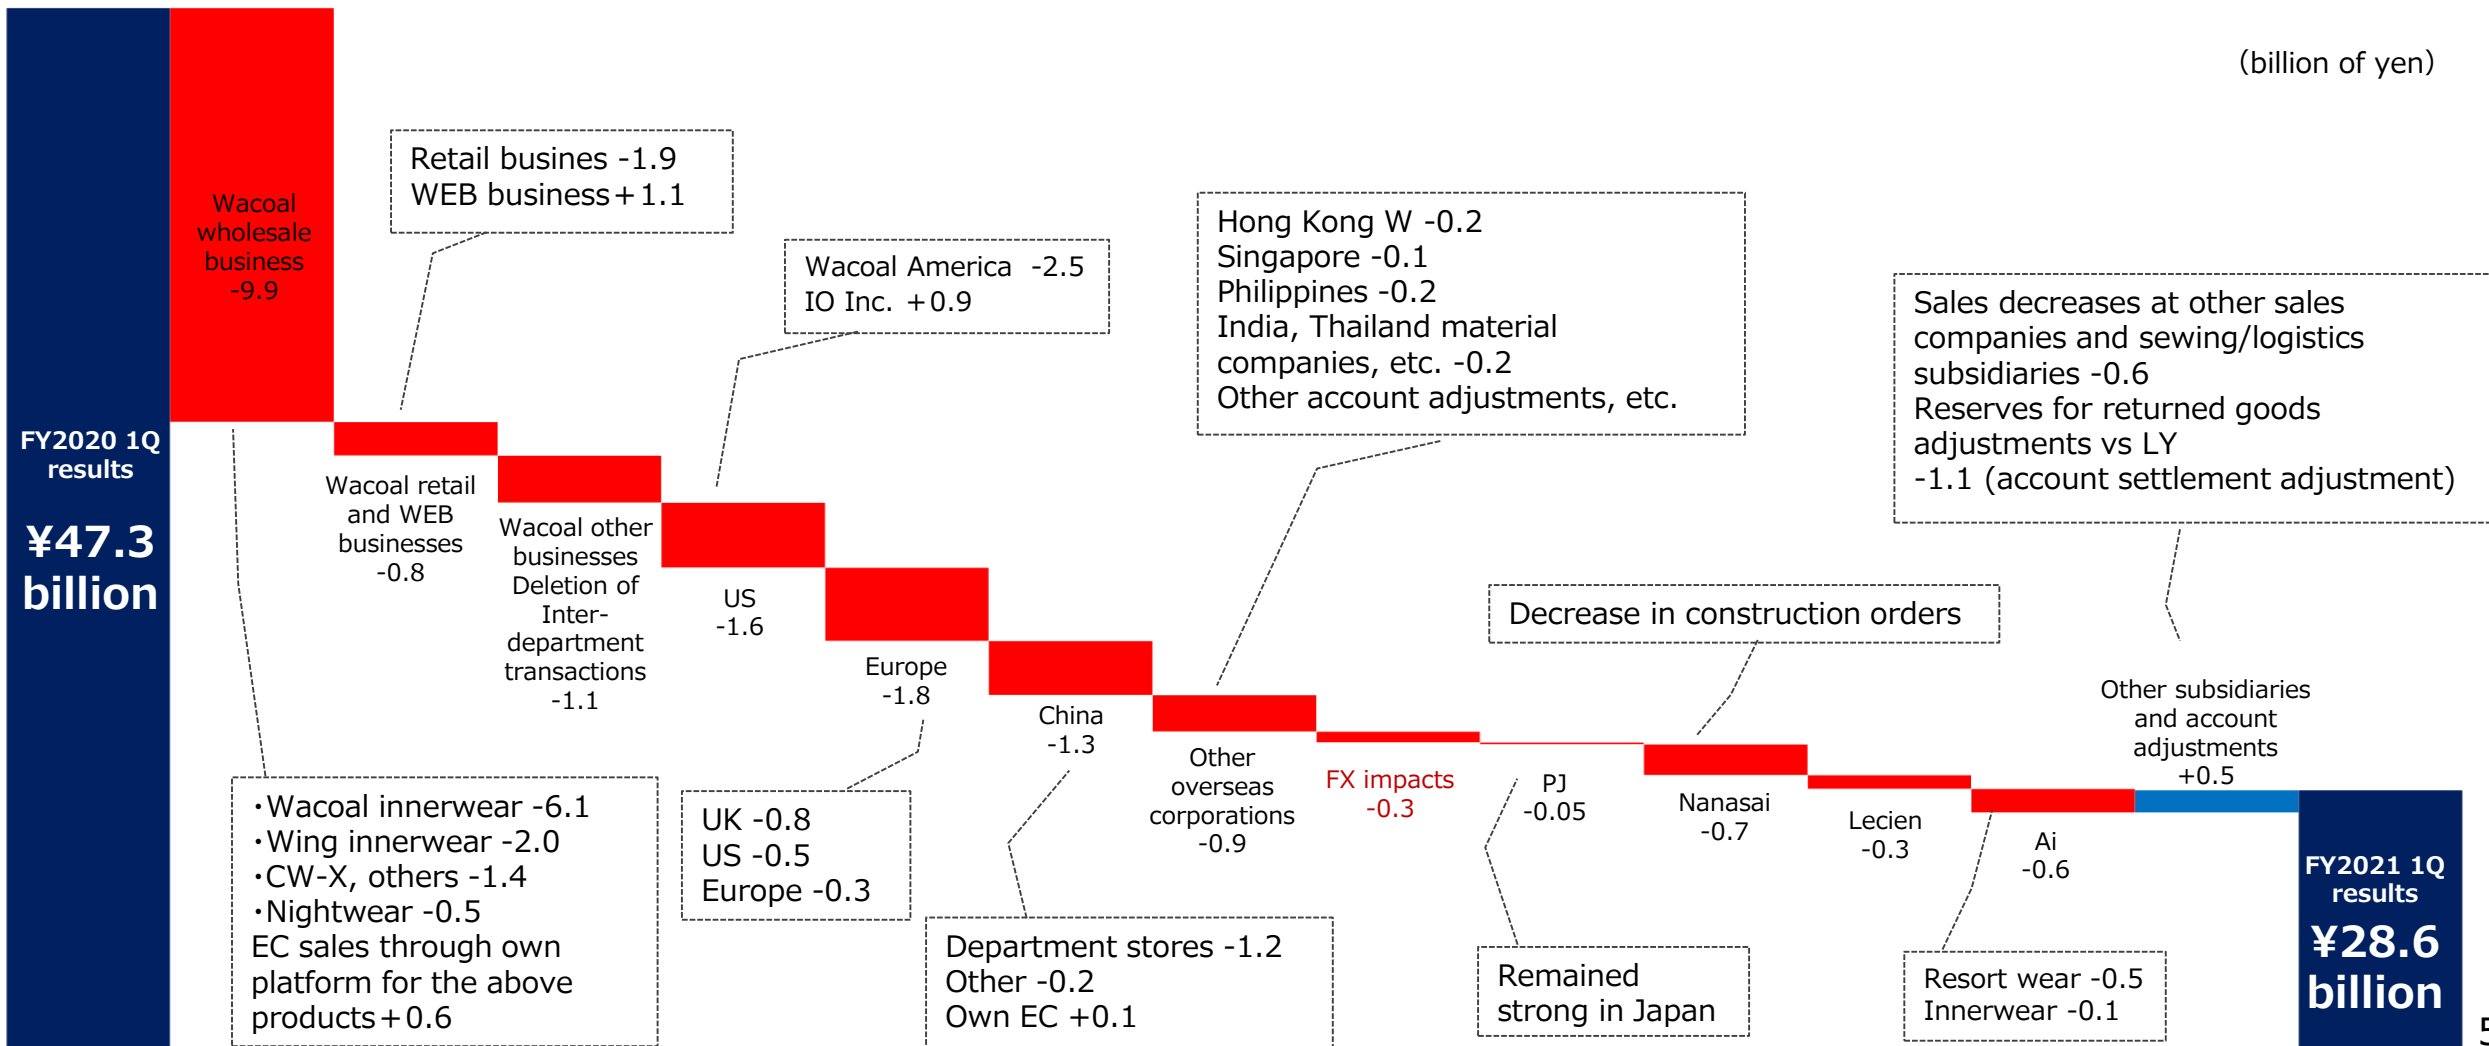 (billion of yen)
Retail busines -1.9
WEB business+1.1
Wacoal
wholesale
business
-9.9
Wacoal America -2.5
IO Inc. +0.9
Hong Kong W -0.2
Singapore -0.1
Philippines -0.2
India, Thailand material
companies, etc. -0.2
Other account adjustments, etc.
Sales decreases at other sales
companies and sewing/logistics
subsidiaries -0.6
Reserves for returned goods
adjustments vs LY
-1.1 (account settlement adjustment)
FY2020 1Q
results
¥47.3
billion
Wacoal retail
and WEB
businesses
-0.8
Wacoal other
businesses
Deletion of
Inter-
department
transactions
-1.1
US
-1.6
Europe
-1.8
China
-1.3
Other
overseas
corporations
-0.9
FX impacts
-0.3
PJ
-0.05
Decrease in construction orders
Nanasai
-0.7
Lecien
-0.3
Ai
-0.6
Other subsidiaries
and account
adjustments
+0.5
FY2021 1Q
results
¥28.6
billion
・Wacoal innerwear -6.1
・Wing innerwear -2.0
・CW-X, others -1.4
・Nightwear -0.5
EC sales through own
platform for the above
products+0.6
UK -0.8
US -0.5
Europe -0.3
Department stores -1.2
Other -0.2
Own EC +0.1
Remained
strong in Japan
Resort wear -0.5
Innerwear -0.1
5